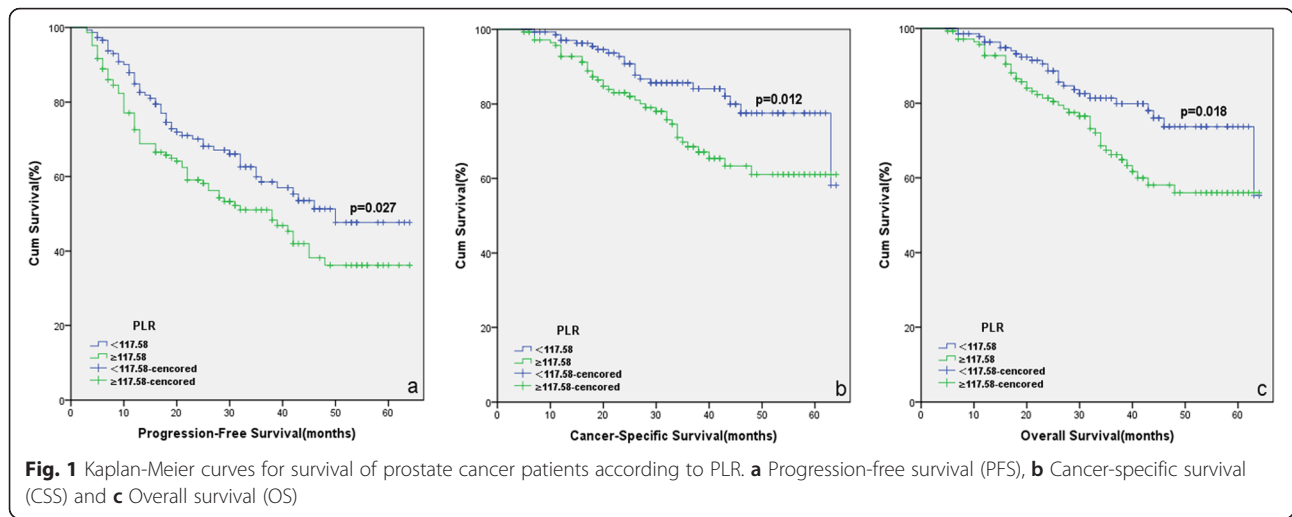 100
80
60
40
20
0
Cum Survival(%)
p=0.027
PLR
<117.58
≥117.58
<117.58-cencored
≥117.58-cencored
a
0 10 20 30 40 50 60
Progression-Free Survival(months)
100
80
60
40
20
0
Cum Survival(%)
p=0.012
PLR
<117.58
≥117.58
<117.58-cencored
≥117.58-cencored
b
0 10 20 30 40 50 60
Cancer-Specific Survival(months)
100
80
60
40
20
0
Cum Survival(%)
p=0.018
PLR
<117.58
≥117.58
<117.58-cencored
≥117.58-cencored
c
0 10 20 30 40 50 60
Overall Survival(months)
Fig. 1 Kaplan-Meier curves for survival of prostate cancer patients according to PLR. a Progression-free survival (PFS), b Cancer-specific survival
(CSS) and c Overall survival (OS)